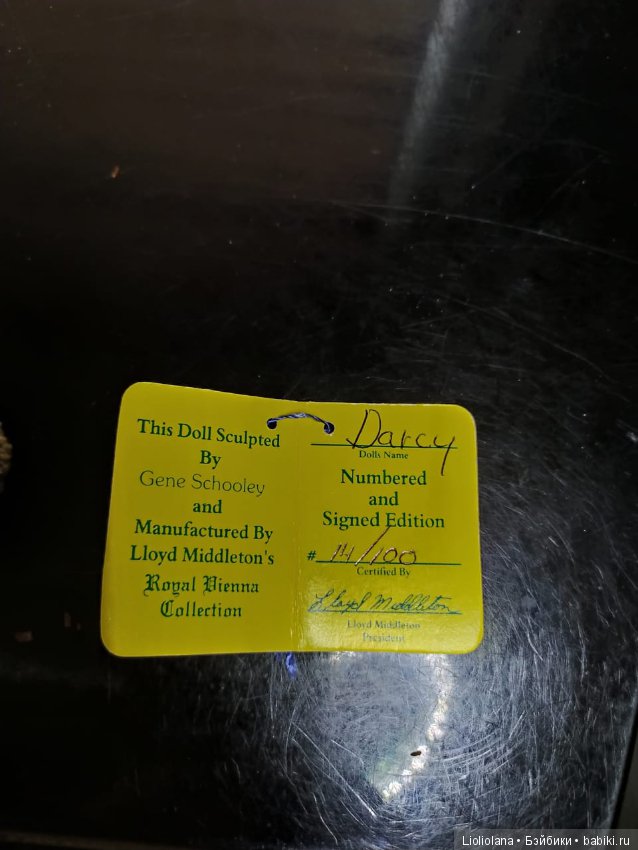 This Doll Sculpted
By
Gene Schooley
and
Manufactured By
Lloyd Middleton's
Royal Vienna
Collection
Darcy
Dolls Name
Numbered
and
Signed Edition
# 14/100
Certified By
Lloyd Middleton
Lloyd Middleton
President
Lioliolana • Бэйбики • babiki.ru